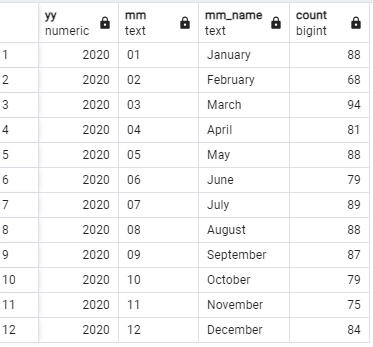 yy mm mm_name count
numeric text text bigint
1 2020 01 January 88
2 2020 02 February 68
3 2020 03 March 94
4 2020 04 April 81
5 2020 05 May 88
6 2020 06 June 79
7 2020 07 July 89
8 2020 08 August 88
9 2020 09 September 87
10 2020 10 October 79
11 2020 11 November 75
12 2020 12 December 84